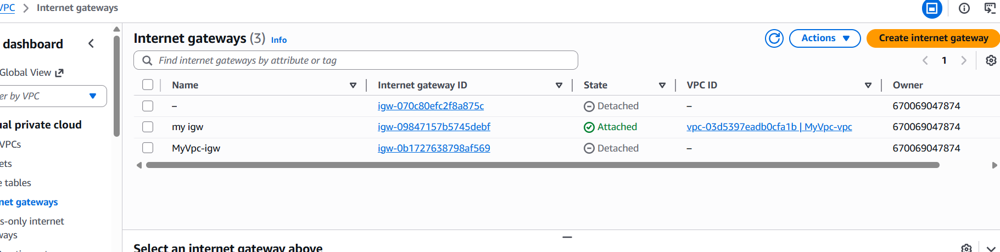 VPC > Internet gateways
dashboard
Global View
er by VPC
ual private cloud
VPCs
ets
e tables
net gateways
s-only internet
ways
Internet gateways (3) Info
Actions
Create internet gateway
Find internet gateways by attribute or tag
1
Name Internet gateway ID State VPC ID Owner
– igw-070c80efc2f8a875c Detached – 670069047874
my igw igw-09847157b5745debf Attached vpc-03d5397eadb0cfa1b | MyVpc-vpc 670069047874
MyVpc-igw igw-0b1727638798af569 Detached – 670069047874
Select an internet gateway above